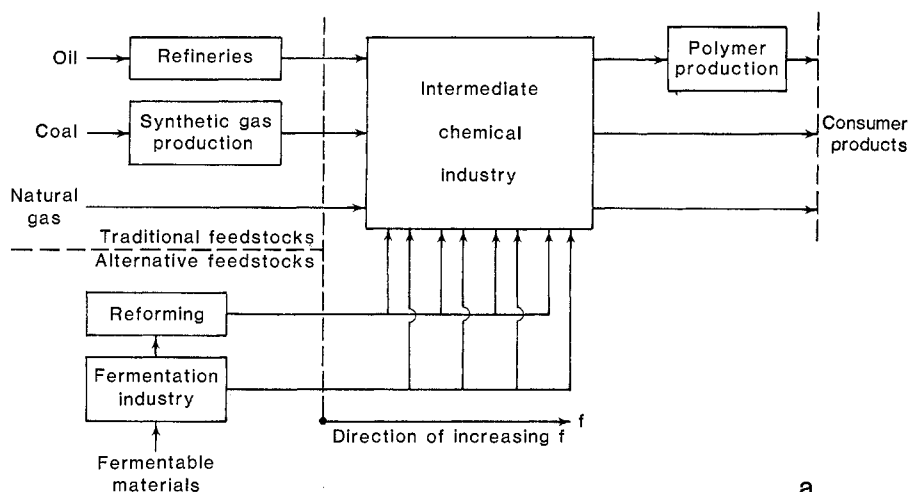 Oil
Refineries
Coal
Synthetic gas
production
Natural
gas
Traditional feedstocks
Alternative feedstocks
Intermediate
chemical
industry
Polymer
production
Consumer
products
Reforming
Fermentation
industry
Fermentable
materials
f
Direction of increasing f
a